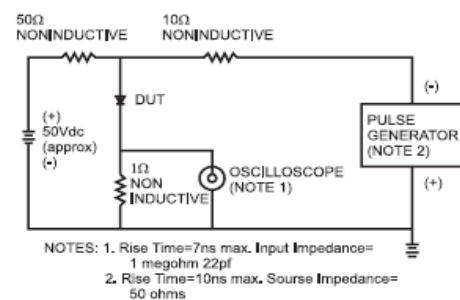 50Ω
NONINDUCTIVE
10Ω
NONINDUCTIVE
(+)
50Vdc
(approx)
(-)
DUT
1Ω
NON
INDUCTIVE
OSCILLOSCOPE
(NOTE 1)
(-)
PULSE
GENERATOR
(NOTE 2)
(+)
NOTES: 1. Rise Time=7ns max. Input Impedance=
1 megohm 22pf
2. Rise Time=10ns max. Sourse Impedance=
50 ohms